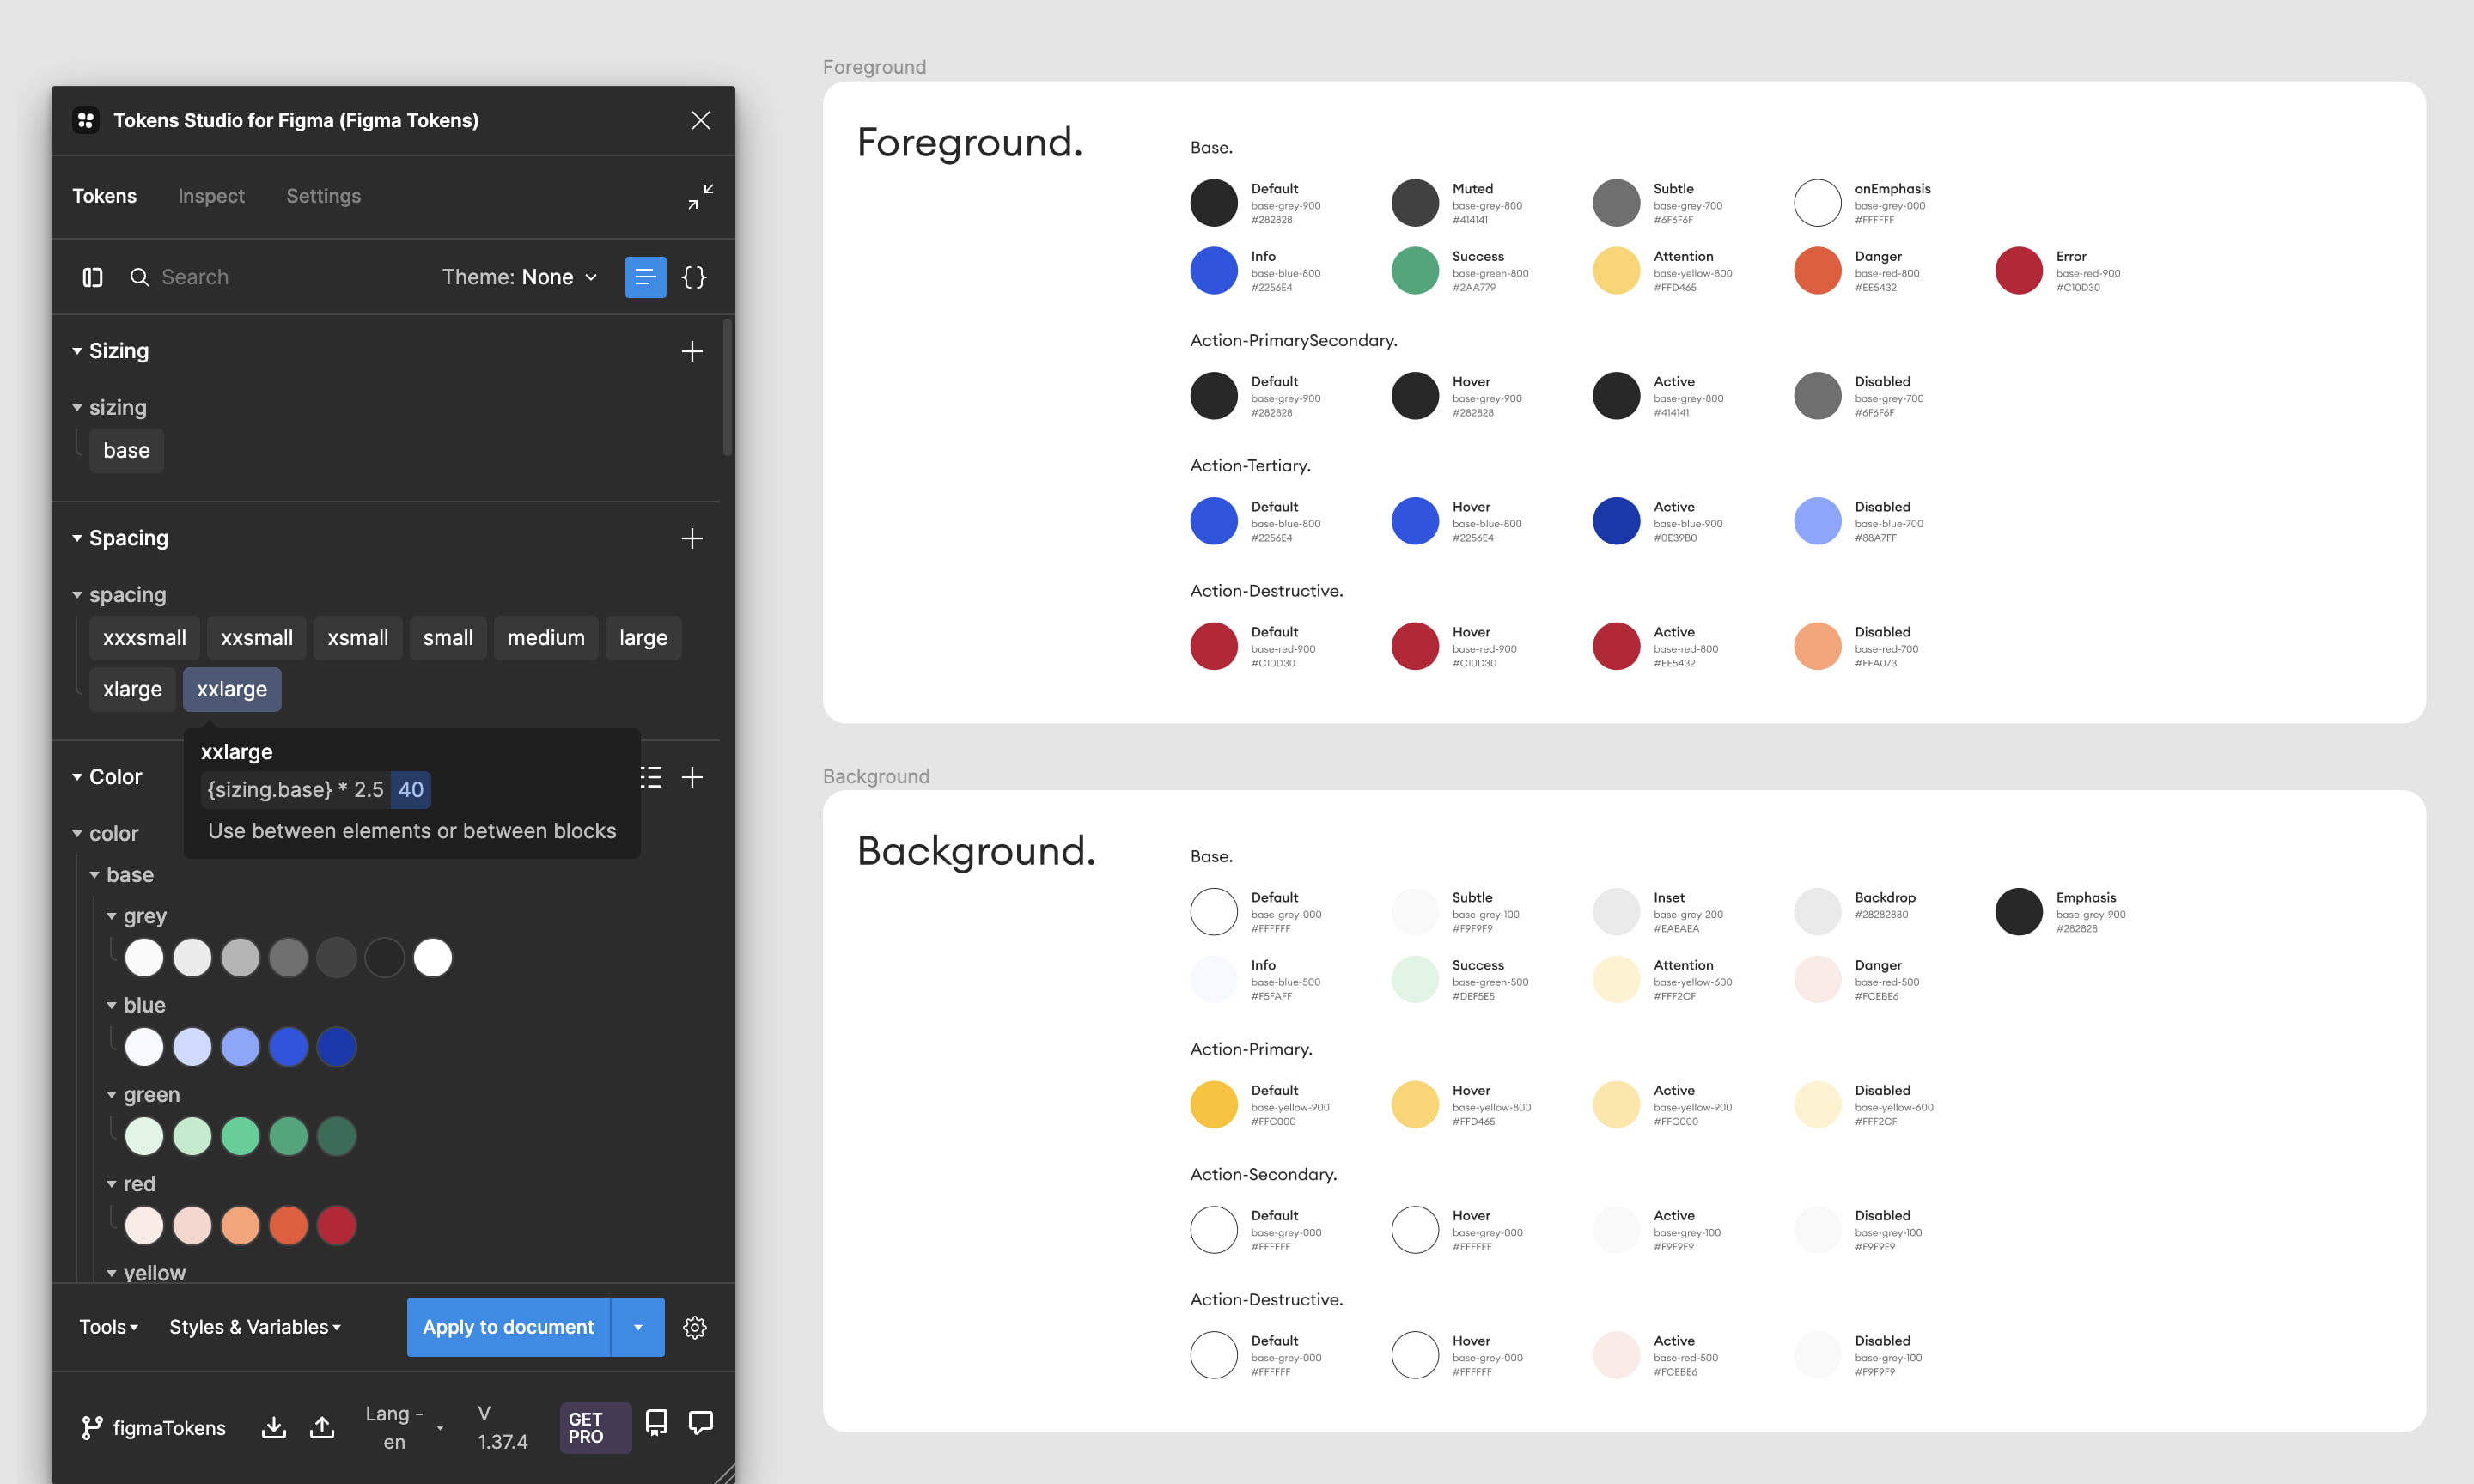 Tokens Studio for Figma (Figma Tokens)
Tokens Inspect Settings
Search Theme: None {}
Sizing
sizing
base
Spacing
spacing
xxxsmall xxsmall xsmall small medium large
xlarge xxlarge
xxlarge
{sizing.base} * 2.5 40
Use between elements or between blocks
Color
color
base
grey
blue
green
red
yellow
Tools Styles & Variables Apply to document
figmaTokens
Lang -
en
V
1.37.4
GET
PRO
Foreground
Foreground.
Base.
Default Muted Subtle onEmphasis
base-grey-900 base-grey-800 base-grey-700 base-grey-000
#282828 #414141 #6F6F6F #FFFFFF
Info Success Attention Danger Error
base-blue-800 base-green-800 base-yellow-800 base-red-800 base-red-900
#2256E4 #2AA779 #FFD465 #EE5432 #C10D30
Action-PrimarySecondary.
Default Hover Active Disabled
base-grey-900 base-grey-900 base-grey-800 base-grey-700
#282828 #282828 #414141 #6F6F6F
Action-Tertiary.
Default Hover Active Disabled
base-blue-800 base-blue-800 base-blue-900 base-blue-700
#2256E4 #2256E4 #0E39B0 #88A7FF
Action-Destructive.
Default Hover Active Disabled
base-red-900 base-red-900 base-red-800 base-red-700
#C10D30 #C10D30 #EE5432 #FFA073
Background
Background.
Base.
Default Subtle Inset Backdrop Emphasis
base-grey-000 base-grey-100 base-grey-200 #28282880 base-grey-900
#FFFFFF #F9F9F9 #EAEAEA #282828
Info Success Attention Danger
base-blue-500 base-green-500 base-yellow-600 base-red-500
#F5FAFF #DEF5E5 #FFF2CF #FCEBE6
Action-Primary.
Default Hover Active Disabled
base-yellow-900 base-yellow-800 base-yellow-900 base-yellow-600
#FFC000 #FFD465 #FFC000 #FFF2CF
Action-Secondary.
Default Hover Active Disabled
base-grey-000 base-grey-000 base-grey-100 base-grey-100
#FFFFFF #FFFFFF #F9F9F9 #F9F9F9
Action-Destructive.
Default Hover Active Disabled
base-grey-000 base-grey-000 base-red-500 base-grey-100
#FFFFFF #FFFFFF #FCEBE6 #F9F9F9